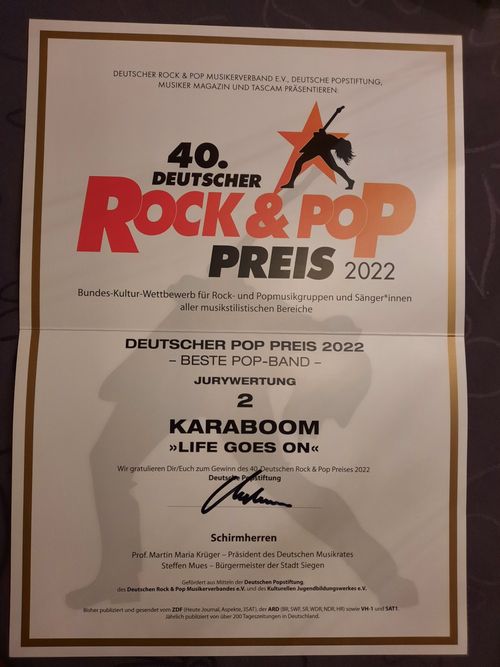 DEUTSCHER ROCK & POP MUSIKERVERBAND E.V., DEUTSCHE POPSTIFTUNG,
MUSIKER MAGAZIN UND TASCAM PRÄSENTIEREN:
40.
DEUTSCHER
ROCK & POP
PREIS 2022
Bundes-Kultur-Wettbewerb für Rock- und Popmusikgruppen und Sänger*innen
aller musikstilistischen Bereiche
DEUTSCHER POP PREIS 2022
– BESTE POP-BAND –
JURYWERTUNG
2
KARABOOM
»LIFE GOES ON«
Wir gratulieren Dir/Euch zum Gewinn des 40. Deutschen Rock & Pop Preises 2022
Deutsche Popstiftung
Schirmherren
Prof. Martin Maria Krüger – Präsident des Deutschen Musikrates
Steffen Mues – Bürgermeister der Stadt Siegen
Gefördert aus Mitteln der Deutschen Popstiftung,
des Deutschen Rock & Pop Musikerverbandes e.V. und des Kulturellen Jugendbildungswerkes e.V.
Bisher publiziert und gesendet vom ZDF (Heute Journal, Aspekte, 3SAT), der ARD (BR, SWF, SR, WDR, NDR, HR) sowie VH-1 und SAT1.
Jährlich publiziert von über 200 Tageszeitungen in Deutschland.